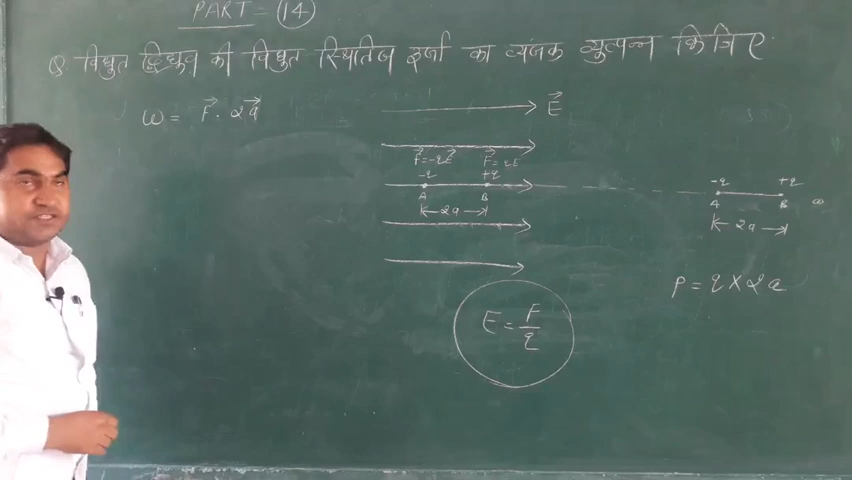 PART - (14)
Q. विद्युत द्विध्रुव की विद्युत स्थितिज ऊर्जा का व्यंजक व्युत्पन्न किजिए.
W = F⃗ . 2a⃗
E⃗
F⃗=-qE⃗ F⃗=qE
-q +q
A B
2a
-q +q
A B ∞
2a
P = q X 2a
E = F/q